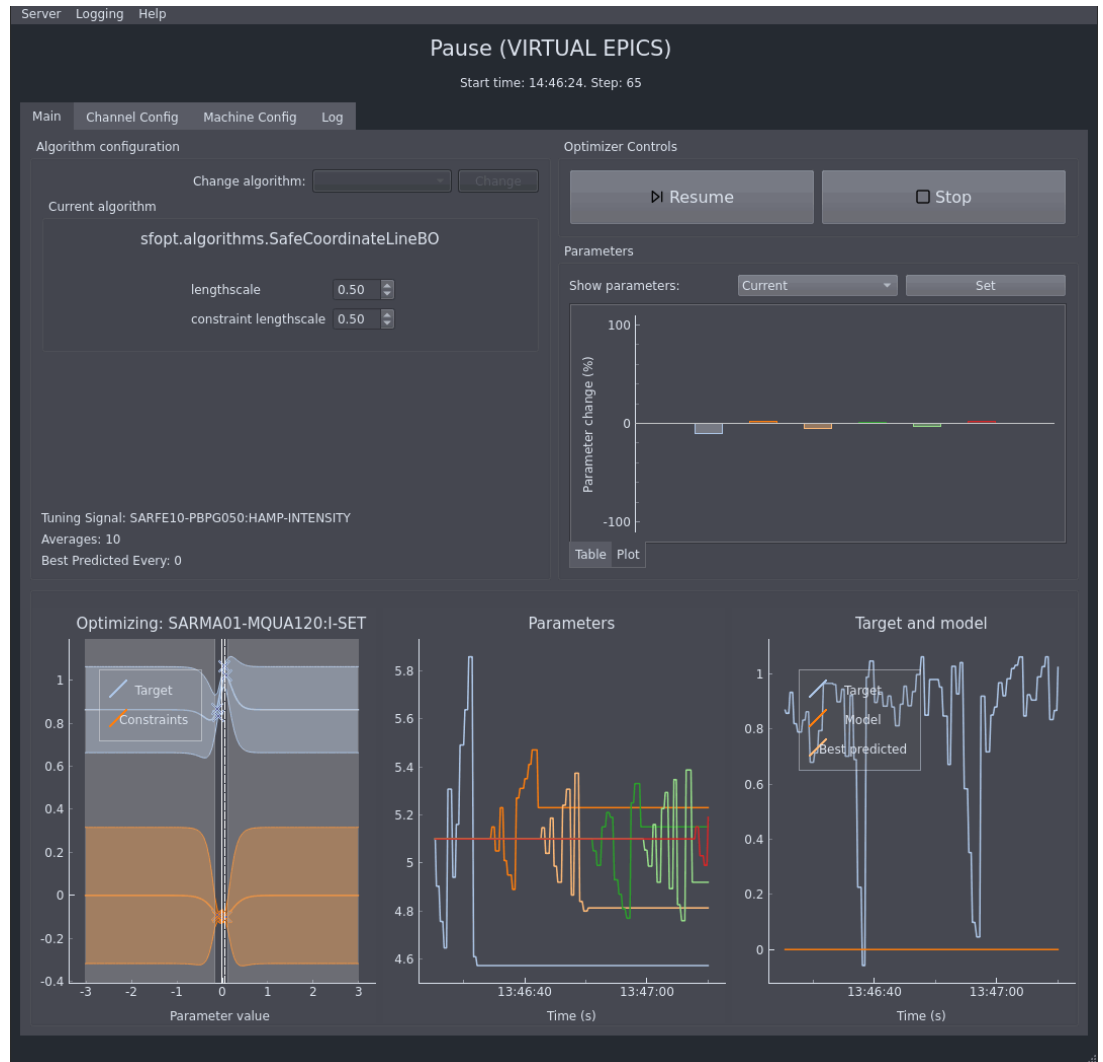 Server Logging Help
Pause (VIRTUAL EPICS)
Start time: 14:46:24. Step: 65
Main Channel Config Machine Config Log
Algorithm configuration
Change algorithm: Change
Current algorithm
sfopt.algorithms.SafeCoordinateLineBO
lengthscale 0.50
constraint lengthscale 0.50
Tuning Signal: SARFE10-PBPG050:HAMP-INTENSITY
Averages: 10
Best Predicted Every: 0
Optimizer Controls
Resume Stop
Parameters
Show parameters: Current Set
Parameter change (%)
100
0
-100
Table Plot
Optimizing: SARMA01-MQUA120:I-SET
Target
Constraints
1
0.8
0.6
0.4
0.2
0
-0.2
-0.4
-3 -2 -1 0 1 2 3
Parameter value
Parameters
5.8
5.6
5.4
5.2
5
4.8
4.6
13:46:40 13:47:00
Time (s)
Target and model
Target
Model
Best predicted
1
0.8
0.6
0.4
0.2
0
13:46:40 13:47:00
Time (s)